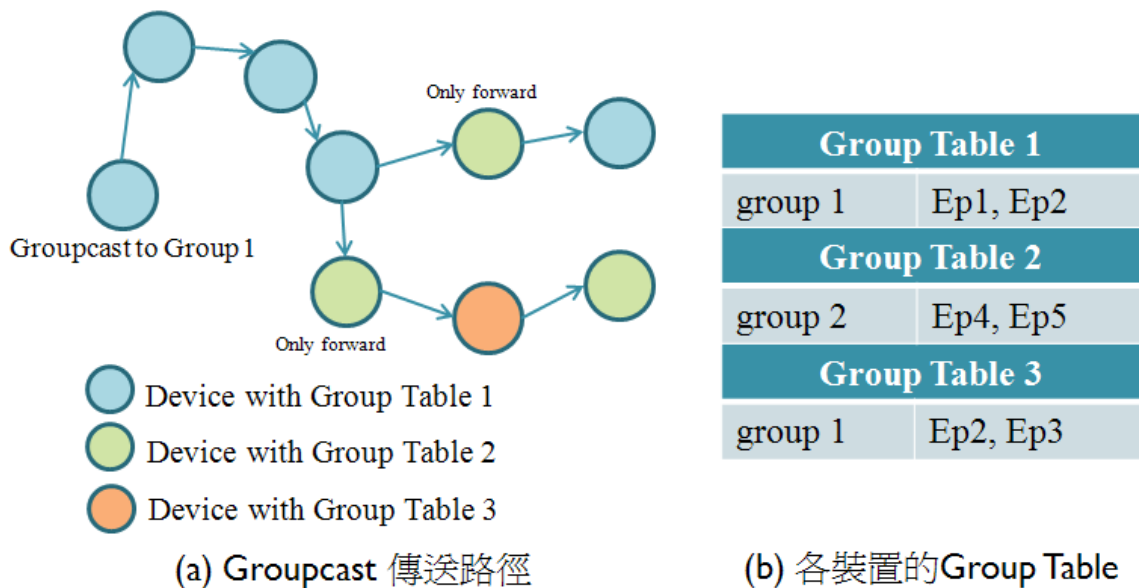 Only forward
Groupcast to Group 1
Only forward
Device with Group Table 1
Device with Group Table 2
Device with Group Table 3
(a) Groupcast 傳送路徑
Group Table 1
group 1 Ep1, Ep2
Group Table 2
group 2 Ep4, Ep5
Group Table 3
group 1 Ep2, Ep3
(b) 各裝置的Group Table